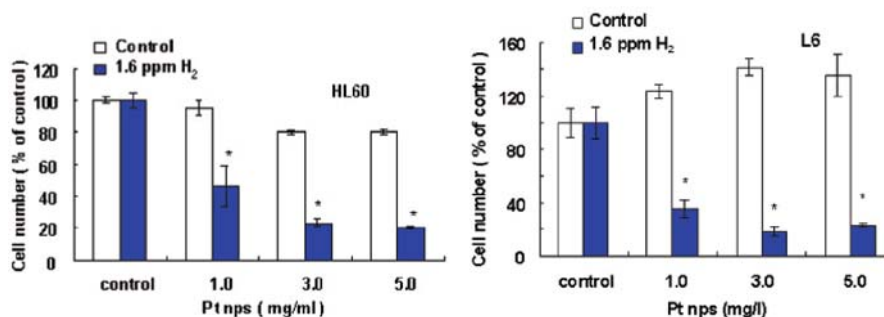 Control
1.6 ppm H2
HL60
Cell number ( % of control )
120
100
80
60
40
20
0
*
*
*
control
1.0
3.0
5.0
Pt nps ( mg/ml )
Control
1.6 ppm H2
L6
Cell number ( % of control )
160
120
80
40
0
*
*
*
control
1.0
3.0
5.0
Pt nps (mg/l)